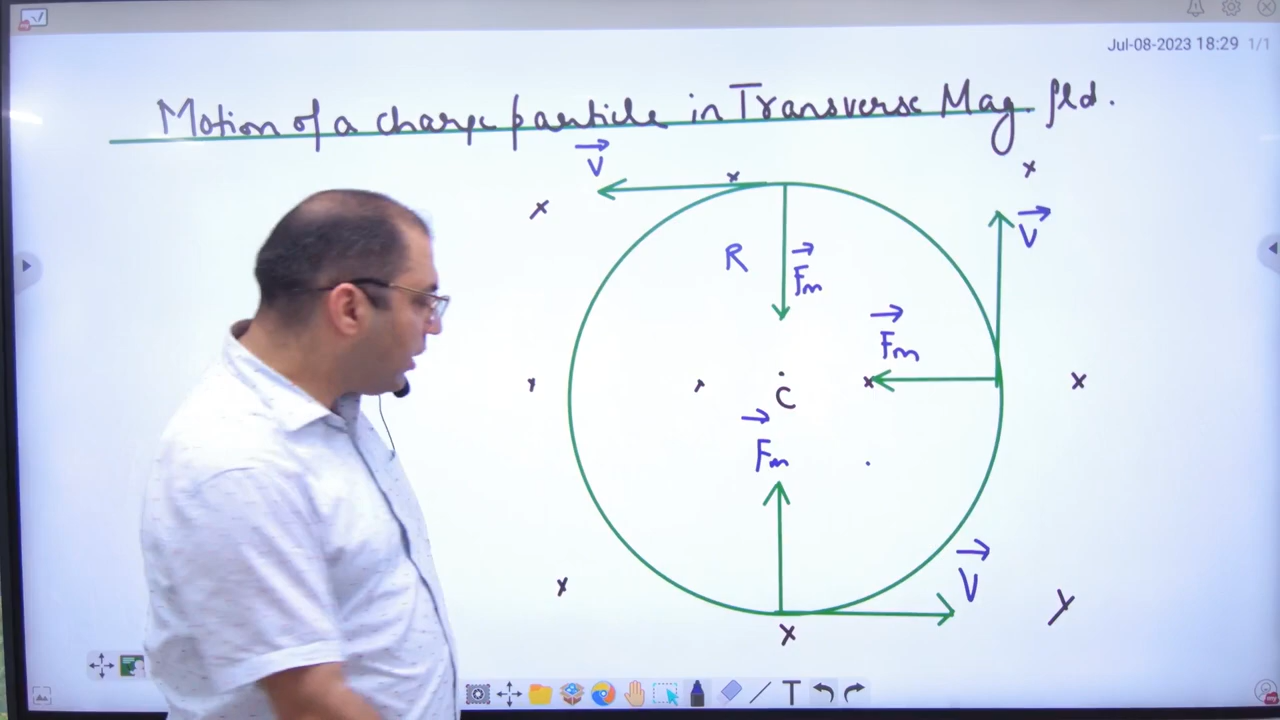 Jul-08-2023 18:29 1/1
Motion of a charge particle in Transverse Mag fld.
V
x
x
x
V
R
Fm
Fm
x
x
x
x
C
Fm
V
x
x
x
T